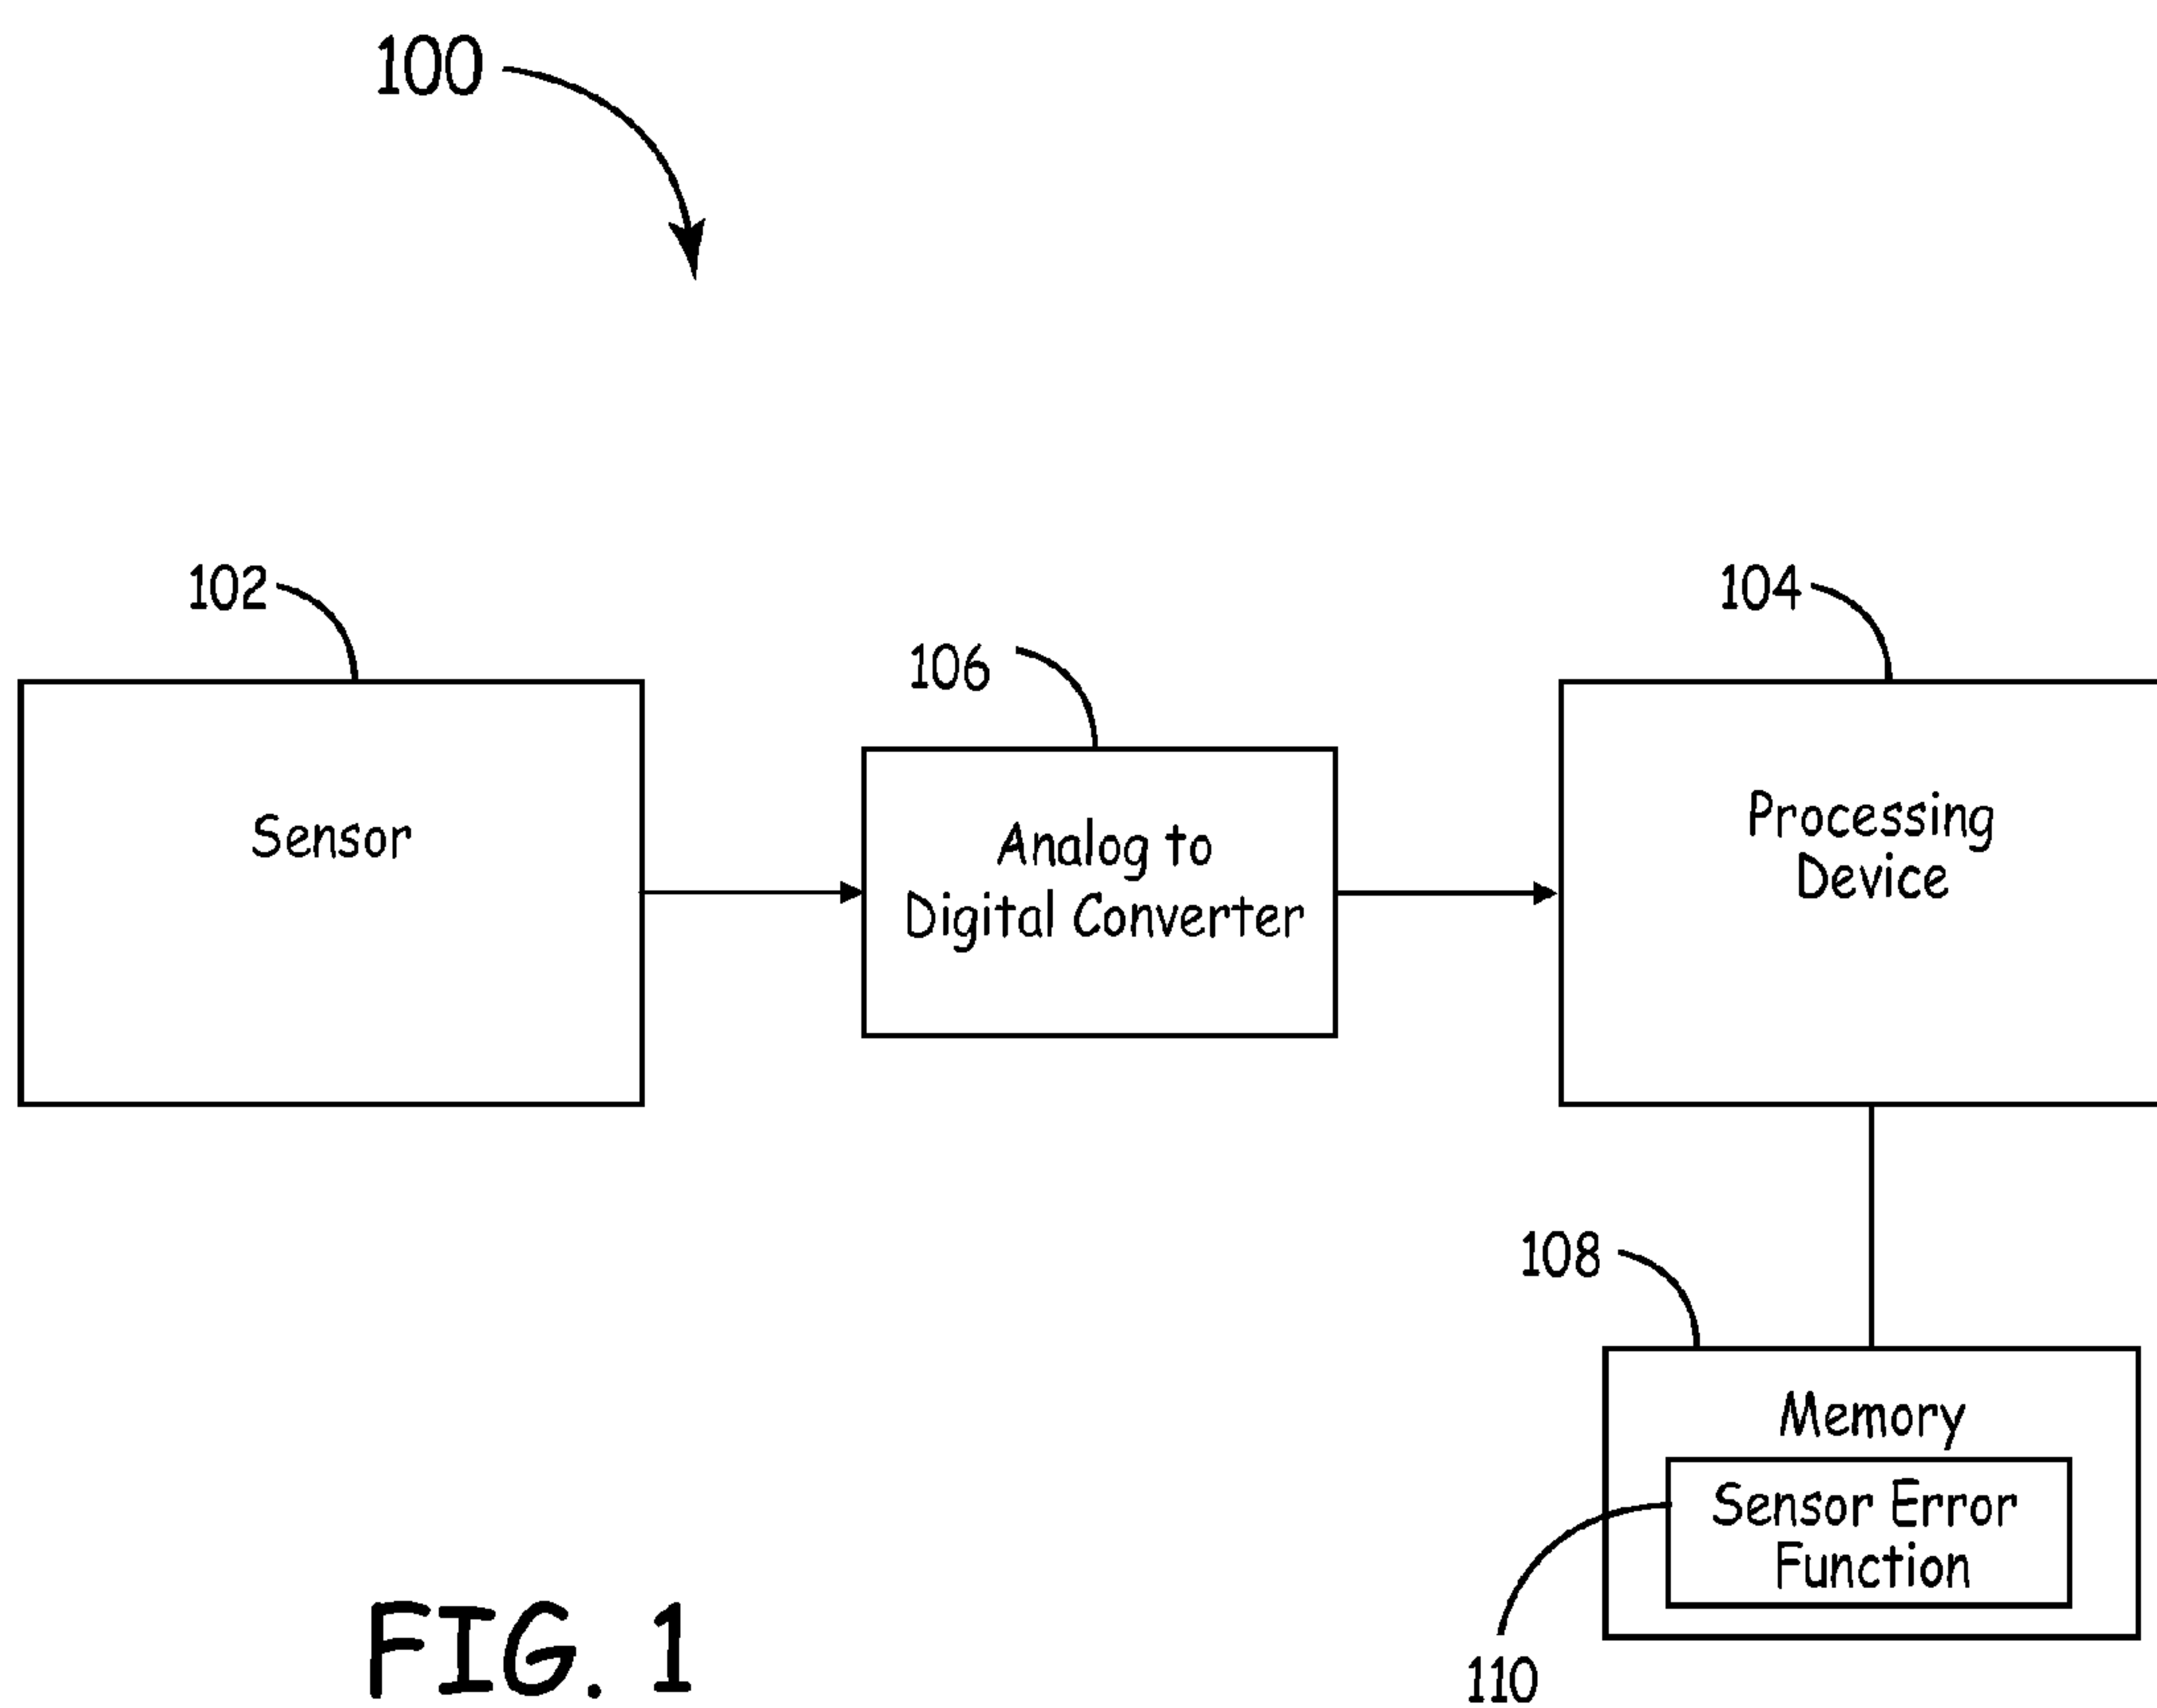 100
102
104
106
Sensor
Analog to
Digital Converter
Processing
Device
108
Memory
Sensor Error
Function
110
FIG. 1